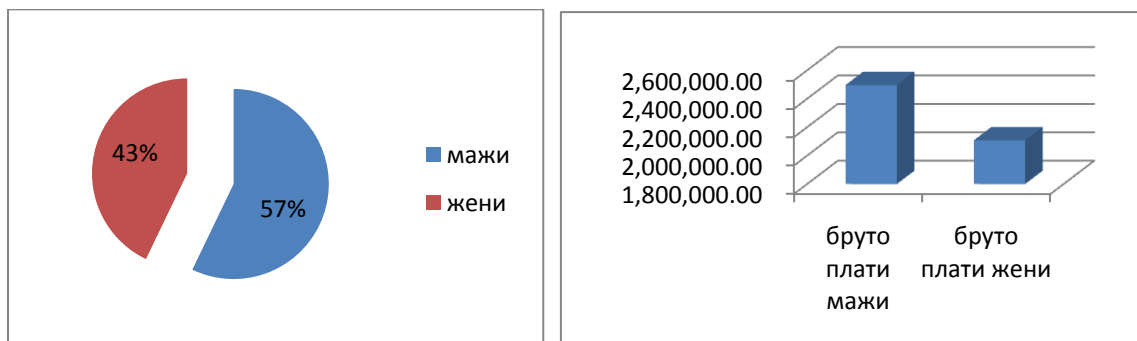 43%
57%
мажи
жени
2,600,000.00
2,400,000.00
2,200,000.00
2,000,000.00
1,800,000.00
бруто
плати
мажи
бруто
плати жени